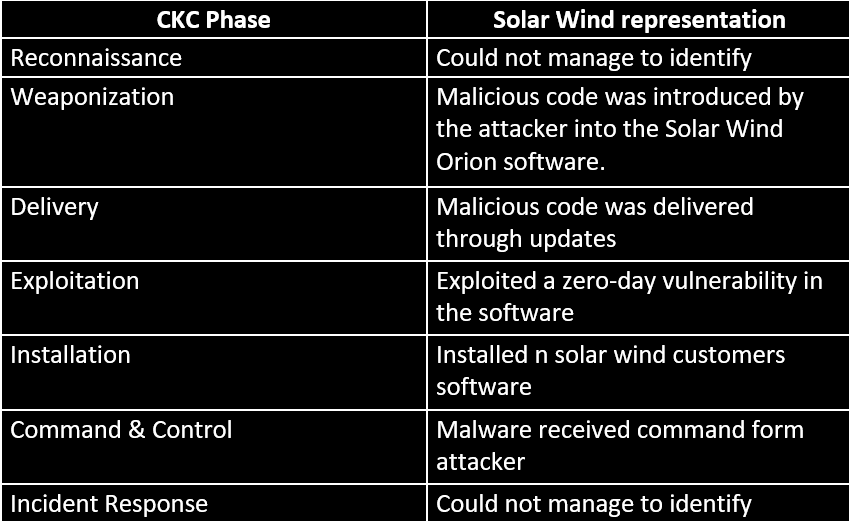 CKC Phase
Solar Wind representation
Reconnaissance
Could not manage to identify
Weaponization
Malicious code was introduced by
the attacker into the Solar Wind
Orion software.
Delivery
Malicious code was delivered
through updates
Exploitation
Exploited a zero-day vulnerability in
the software
Installation
Installed n solar wind customers
software
Command & Control
Malware received command form
attacker
Incident Response
Could not manage to identify